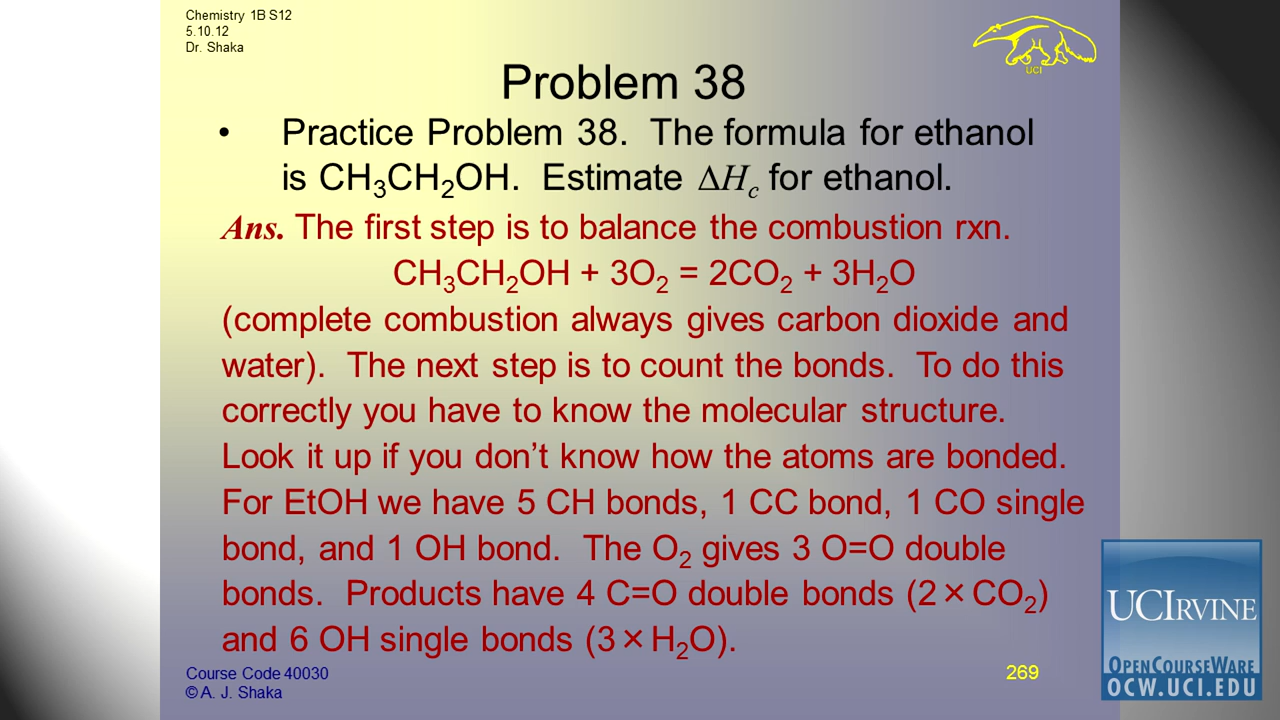 Chemistry 1B S12
5.10.12
Dr. Shaka
UCI
Problem 38
• Practice Problem 38. The formula for ethanol
is CH₃CH₂OH. Estimate ΔH꜀ for ethanol.
Ans. The first step is to balance the combustion rxn.
CH₃CH₂OH + 3O₂ = 2CO₂ + 3H₂O
(complete combustion always gives carbon dioxide and
water). The next step is to count the bonds. To do this
correctly you have to know the molecular structure.
Look it up if you don’t know how the atoms are bonded.
For EtOH we have 5 CH bonds, 1 CC bond, 1 CO single
bond, and 1 OH bond. The O₂ gives 3 O=O double
bonds. Products have 4 C=O double bonds (2×CO₂)
and 6 OH single bonds (3×H₂O).
Course Code 40030
© A. J. Shaka
269
UCIRVINE
OPENCOURSEWARE
OCW.UCI.EDU